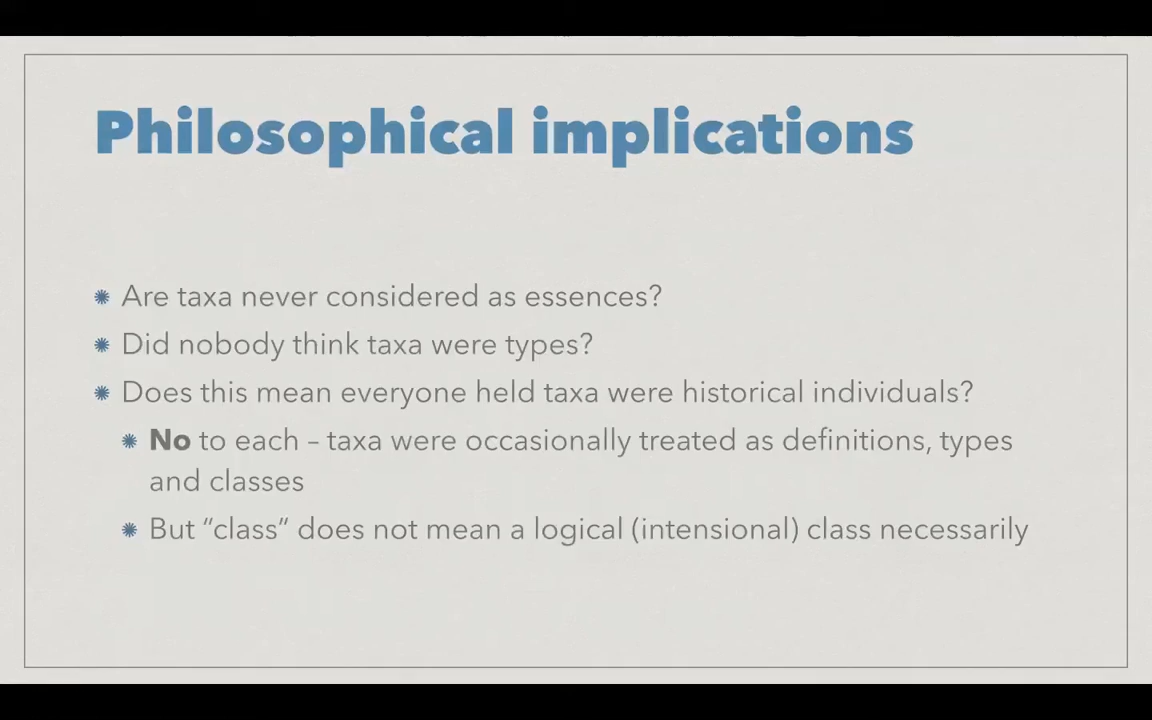 Philosophical implications
Are taxa never considered as essences?
Did nobody think taxa were types?
Does this mean everyone held taxa were historical individuals?
No to each – taxa were occasionally treated as definitions, types
and classes
But “class” does not mean a logical (intensional) class necessarily